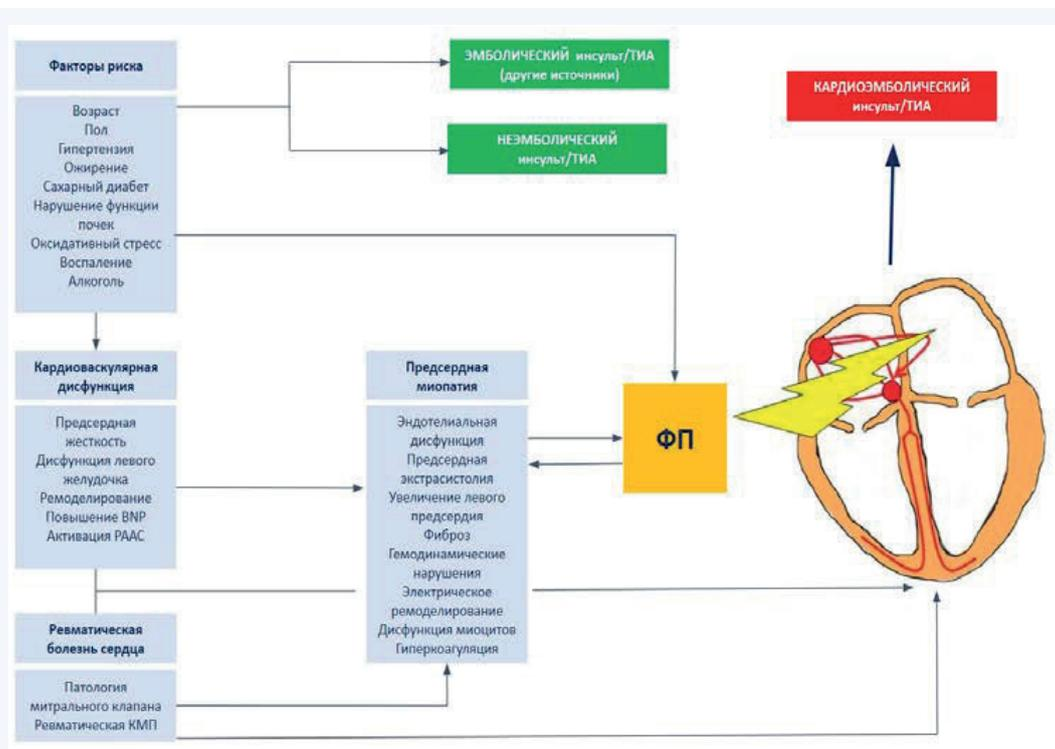 Факторы риска
Возраст
Пол
Гипертензия
Ожирение
Сахарный диабет
Нарушение функции
почек
Оксидативный стресс
Воспаление
Алкоголь
ЭМБОЛИЧЕСКИЙ инсульт/ТИА
(другие источники)
НЕЭМБОЛИЧЕСКИЙ
инсульт/ТИА
КАРДИОЭМБОЛИЧЕСКИЙ
инсульт/ТИА
Кардиоваскулярная
дисфункция
Предсердная
жесткость
Дисфункция левого
желудочка
Ремоделирование
Повышение BNP
Активация РААС
Предсердная
миопатия
Эндотелиальная
дисфункция
Предсердная
экстрасистолия
Увеличение левого
предсердия
Фиброз
Гемодинамические
нарушения
Электрическое
ремоделирование
Дисфункция миоцитов
Гиперкоагуляция
ФП
Ревматическая
болезнь сердца
Патология
митрального клапана
Ревматическая КМП